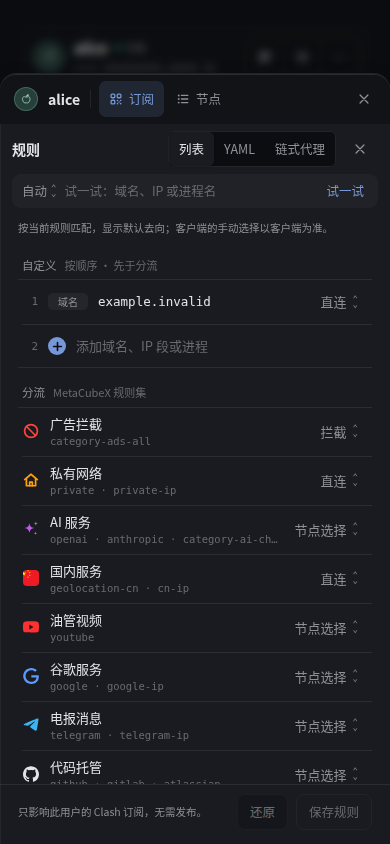 alice
订阅
节点
规则
列表
YAML
链式代理
自动
试一试：域名、IP 或进程名
试一试
按当前规则匹配，显示默认去向；客户端的手动选择以客户端为准。
自定义 按顺序 · 先于分流
1 域名 example.invalid 直连
2 添加域名、IP 段或进程
分流 MetaCubeX 规则集
广告拦截
category-ads-all
拦截
私有网络
private · private-ip
直连
AI 服务
openai · anthropic · category-ai-ch…
节点选择
国内服务
geolocation-cn · cn-ip
直连
油管视频
youtube
节点选择
谷歌服务
google · google-ip
节点选择
电报消息
telegram · telegram-ip
节点选择
代码托管
github · gitlab · atlassian
节点选择
只影响此用户的 Clash 订阅，无需发布。
还原
保存规则